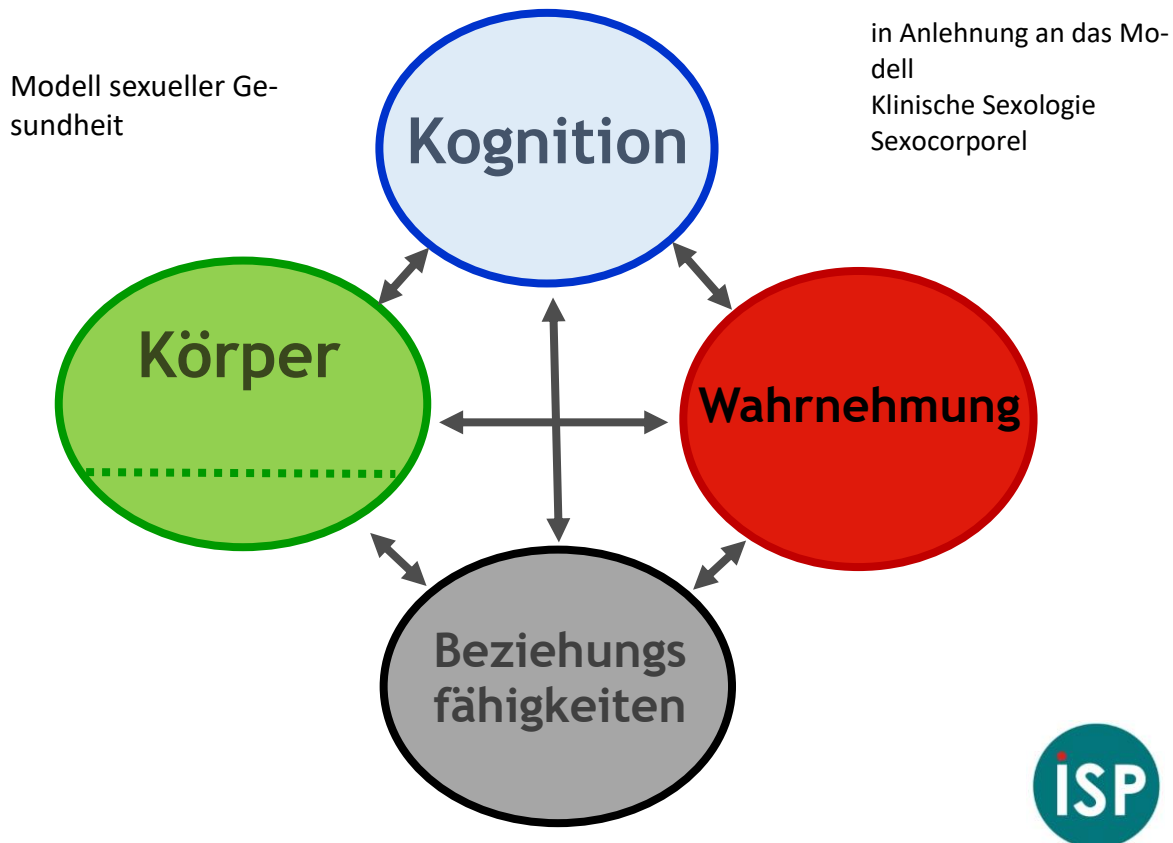 Modell sexueller Ge-
sundheit
in Anlehnung an das Mo-
dell
Klinische Sexologie
Sexocorporel
Kognition
Körper
Wahrnehmung
Beziehungs
fähigkeiten
iSP